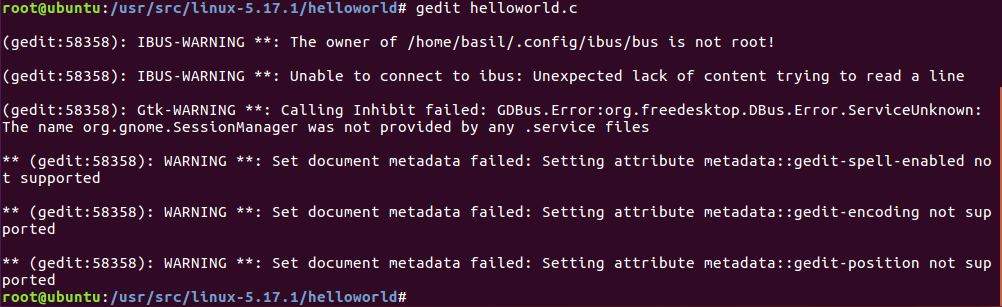 root@ubuntu:/usr/src/linux-5.17.1/helloworld# gedit helloworld.c
(gedit:58358): IBUS-WARNING **: The owner of /home/basil/.config/ibus/bus is not root!
(gedit:58358): IBUS-WARNING **: Unable to connect to ibus: Unexpected lack of content trying to read a line
(gedit:58358): Gtk-WARNING **: Calling Inhibit failed: GDBus.Error:org.freedesktop.DBus.Error.ServiceUnknown:
The name org.gnome.SessionManager was not provided by any .service files
** (gedit:58358): WARNING **: Set document metadata failed: Setting attribute metadata::gedit-spell-enabled no
t supported
** (gedit:58358): WARNING **: Set document metadata failed: Setting attribute metadata::gedit-encoding not sup
ported
** (gedit:58358): WARNING **: Set document metadata failed: Setting attribute metadata::gedit-position not sup
ported
root@ubuntu:/usr/src/linux-5.17.1/helloworld#